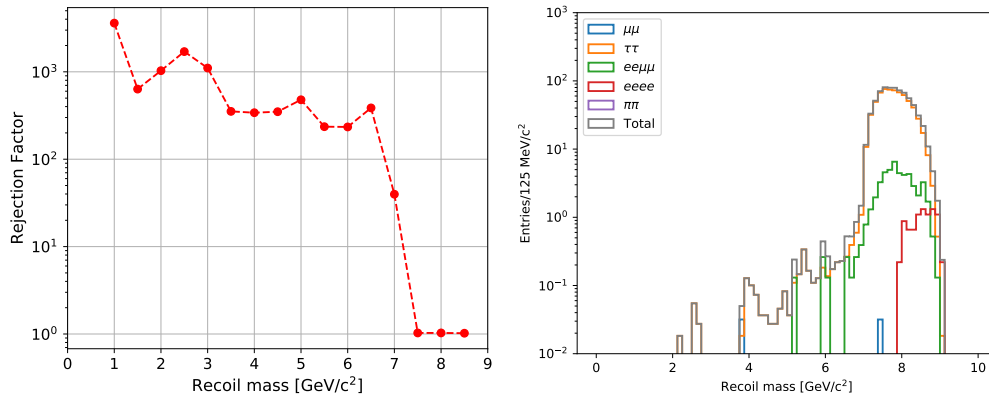 Rejection Factor
10³
10²
10¹
10⁰
0 1 2 3 4 5 6 7 8 9
Recoil mass [GeV/c²]
Entries/125 MeV/c²
10³
10²
10¹
10⁰
10⁻¹
10⁻²
μμ
ττ
eeμμ
eeee
ππ
Total
0 2 4 6 8 10
Recoil mass [GeV/c²]